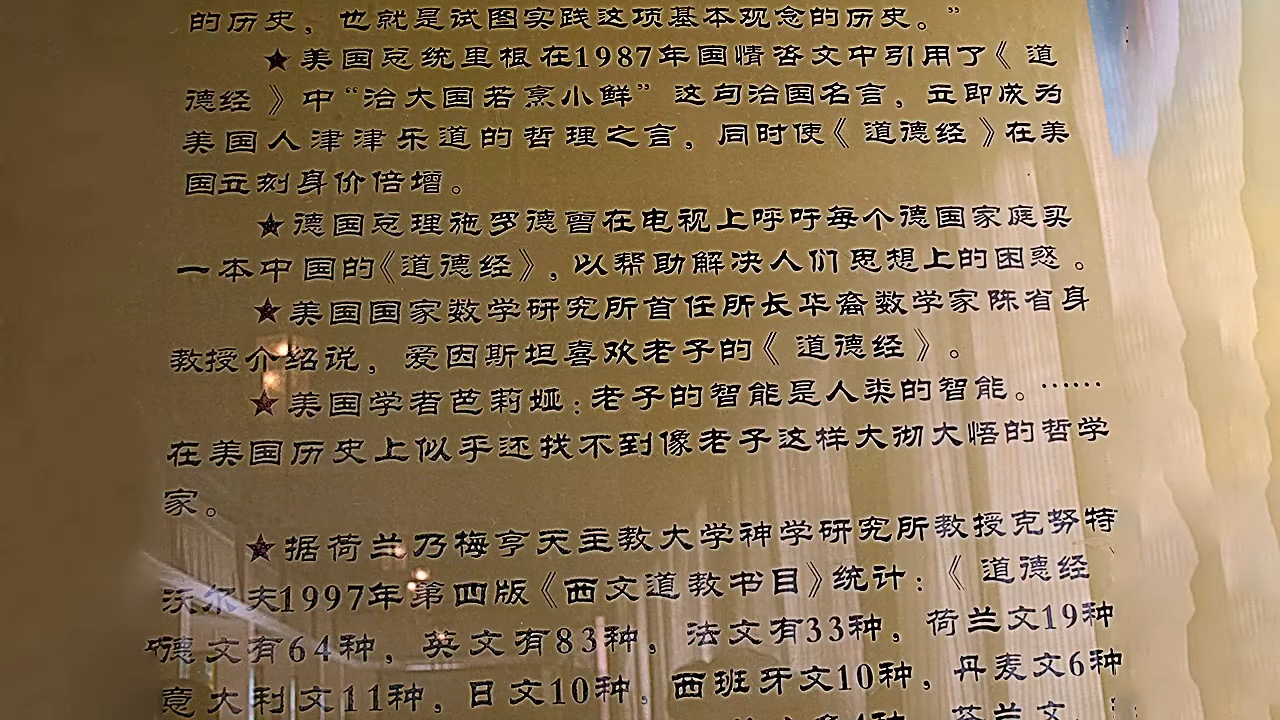 的历史，也就是试图实践这项基本观念的历史。”
★美国总统里根在1987年国情咨文中引用了《道
德经》中“治大国若烹小鲜”这句治国名言，立即成为
美国人津津乐道的哲理之言，同时使《道德经》在美
国立刻身价倍增。
★德国总理施罗德曾在电视上呼吁每个德国家庭买
一本中国的《道德经》，以帮助解决人们思想上的困惑。
★美国国家数学研究所首任所长华裔数学家陈省身
教授介绍说，爱因斯坦喜欢老子的《道德经》。
★美国学者芭莉娅：老子的智能是人类的智能。……
在美国历史上似乎还找不到像老子这样大彻大悟的哲学
家。
★据荷兰乃梅亨天主教大学神学研究所教授克努特
沃尔夫1997年第四版《西文道教书目》统计：《道德经
德文有64种，英文有83种，法文有33种，荷兰文19种
意大利文11种，日文10种，西班牙文10种，丹麦文6种
4种，芬兰文